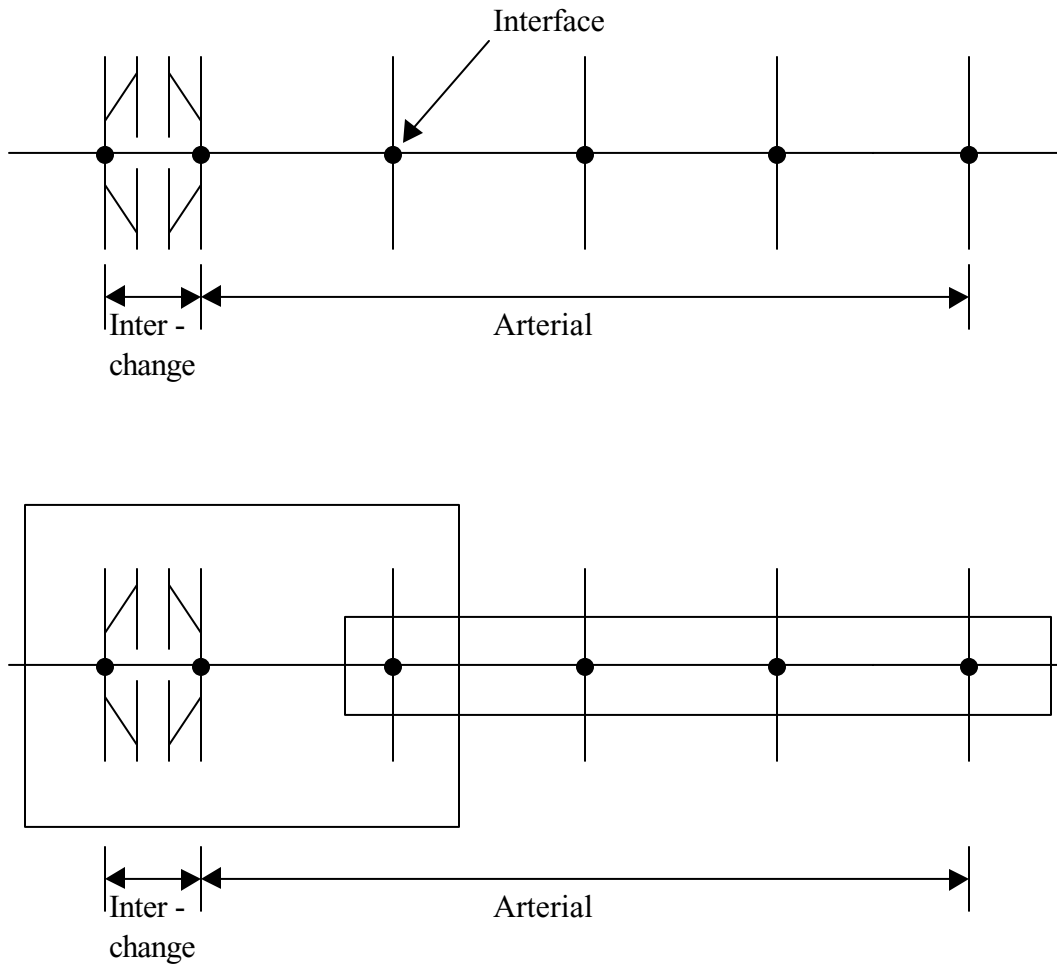 Interface
Inter -
change
Arterial
Inter -
change
Arterial